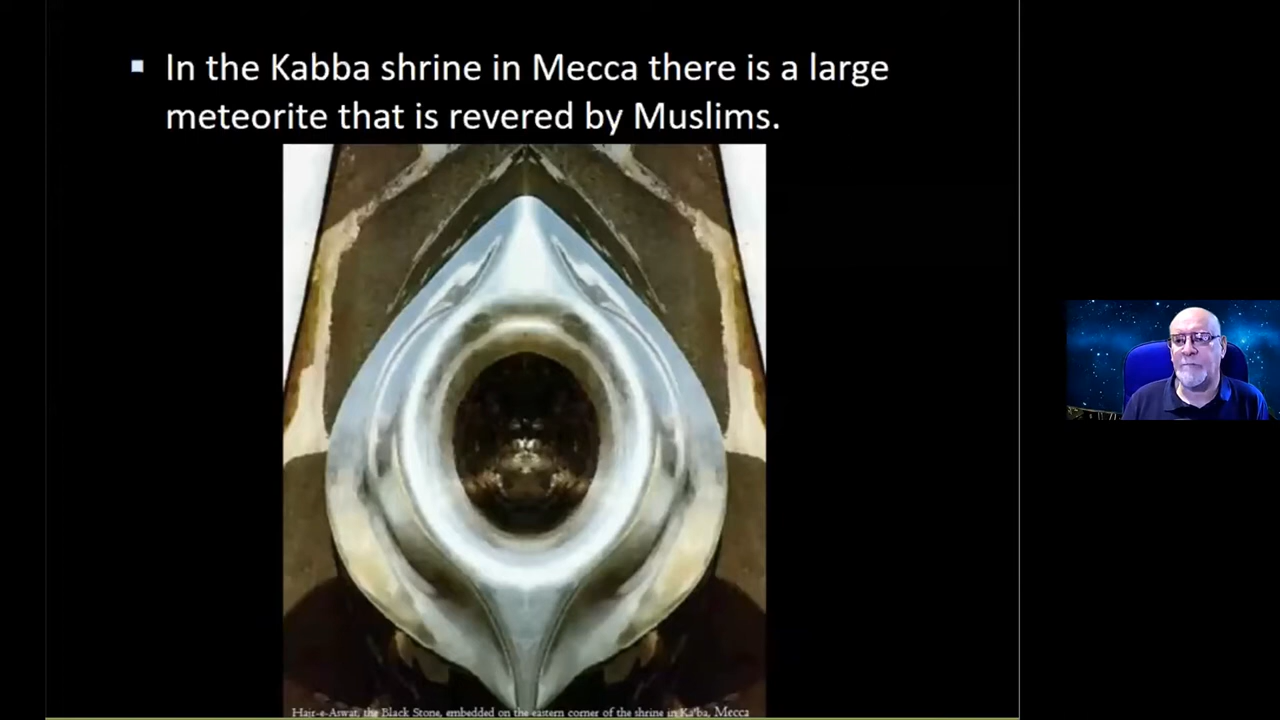 In the Kabba shrine in Mecca there is a large
meteorite that is revered by Muslims.
Hajr-e-Aswat, the Black Stone, embedded on the eastern corner of the shrine in Ka'ba, Mecca